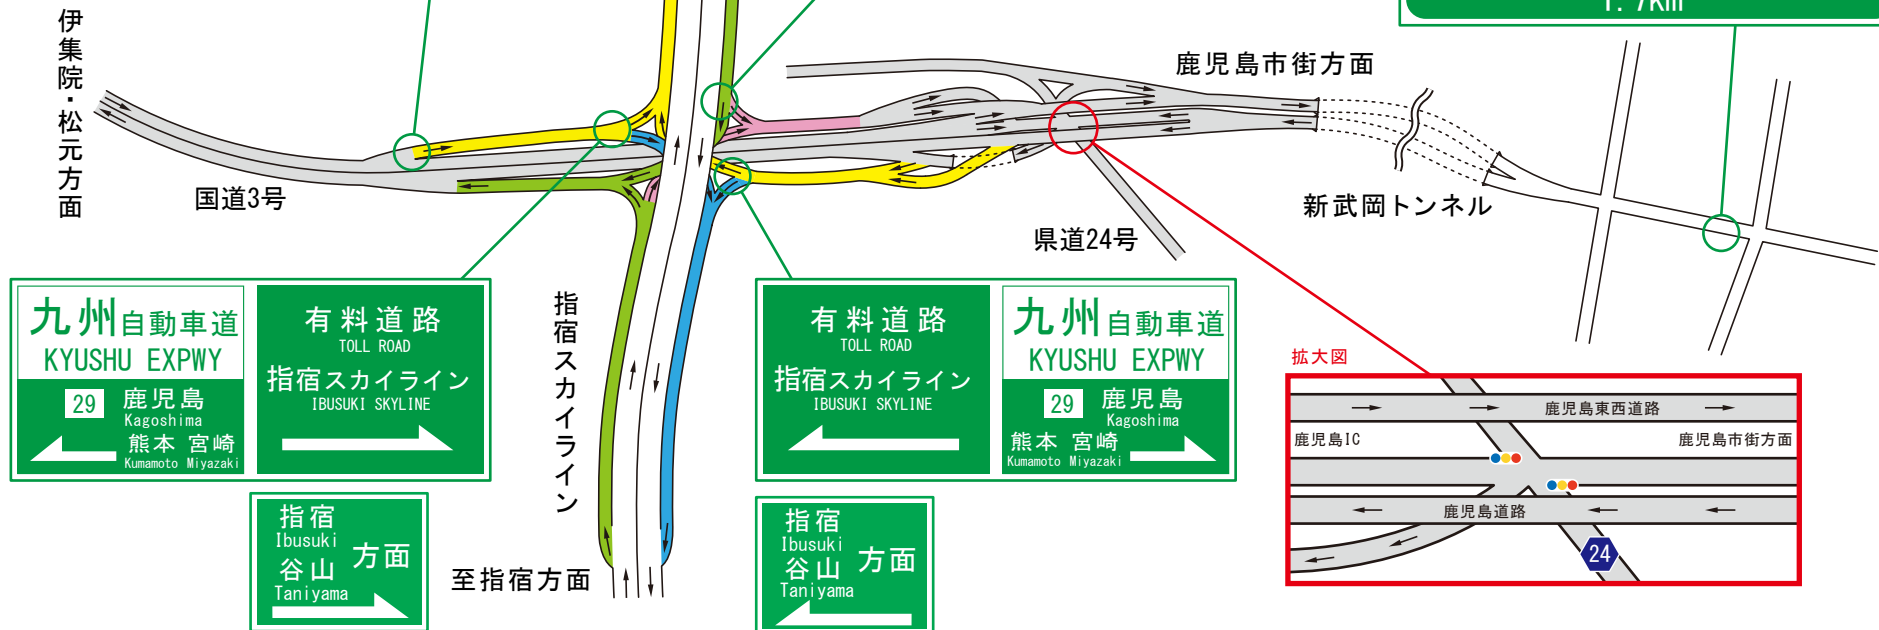 1.7Km
伊集院・松元方面
鹿児島市街方面
国道3号
新武岡トンネル
県道24号
九州自動車道
KYUSHU EXPWY
29 鹿児島
Kagoshima
熊本 宮崎
Kumamoto Miyazaki
有料道路
TOLL ROAD
指宿スカイライン
IBUSUKI SKYLINE
指宿スカイライン
有料道路
TOLL ROAD
指宿スカイライン
IBUSUKI SKYLINE
九州自動車道
KYUSHU EXPWY
29 鹿児島
Kagoshima
熊本 宮崎
Kumamoto Miyazaki
拡大図
鹿児島東西道路
鹿児島IC
鹿児島市街方面
鹿児島道路
24
指宿
Ibusuki
谷山
Taniyama
方面
至指宿方面
指宿
Ibusuki
谷山
Taniyama
方面